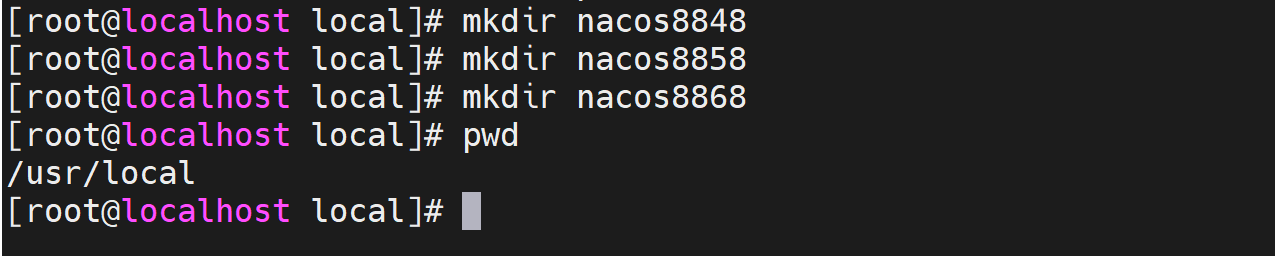 [root@localhost local]# mkdir nacos8848
[root@localhost local]# mkdir nacos8858
[root@localhost local]# mkdir nacos8868
[root@localhost local]# pwd
/usr/local
[root@localhost local]#